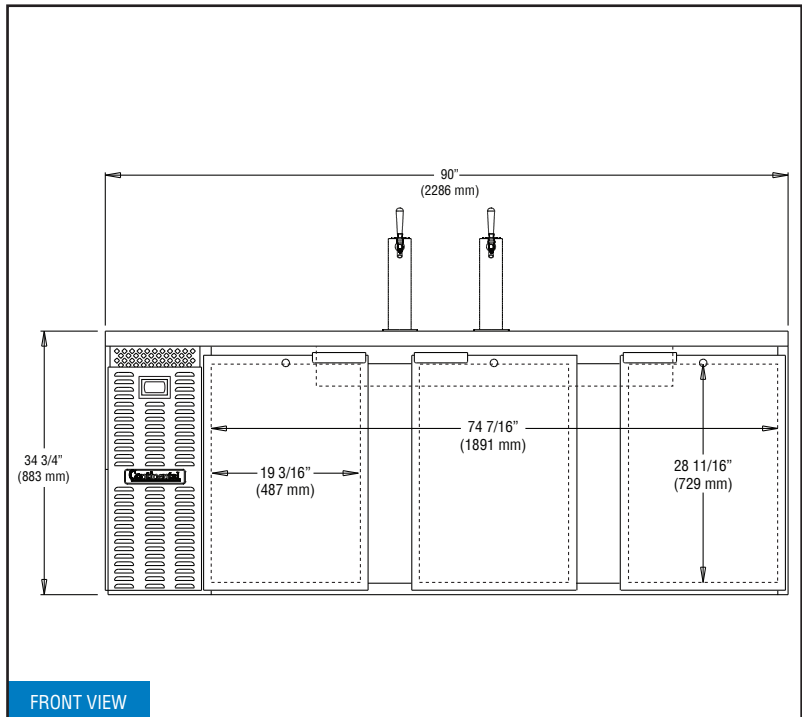 90”
(2286 mm)
34 3/4”
(883 mm)
Continental
74 7/16”
(1891 mm)
19 3/16”
(487 mm)
28 11/16”
(729 mm)
FRONT VIEW